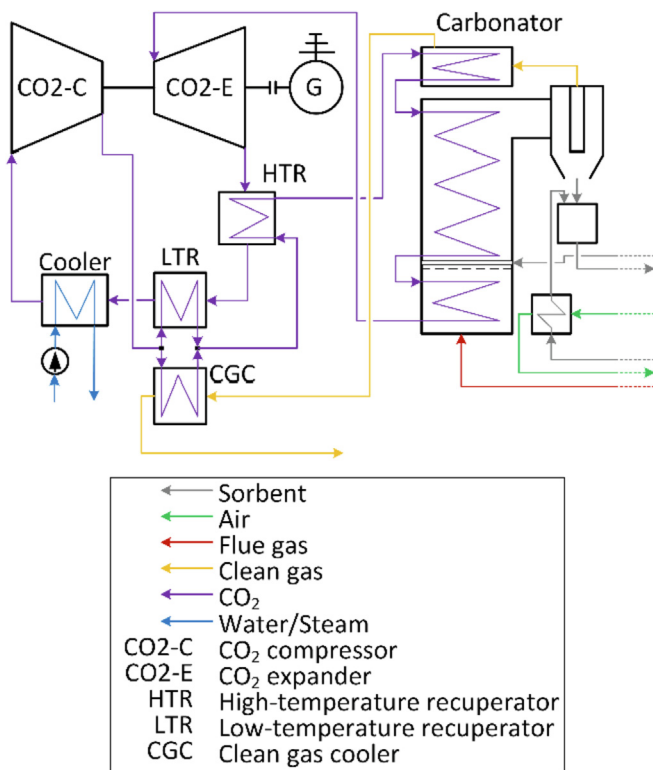 Carbonator
CO2-C
CO2-E
G
HTR
Cooler
LTR
CGC
Sorbent
Air
Flue gas
Clean gas
CO₂
Water/Steam
CO2-C CO₂ compressor
CO2-E CO₂ expander
HTR High-temperature recuperator
LTR Low-temperature recuperator
CGC Clean gas cooler